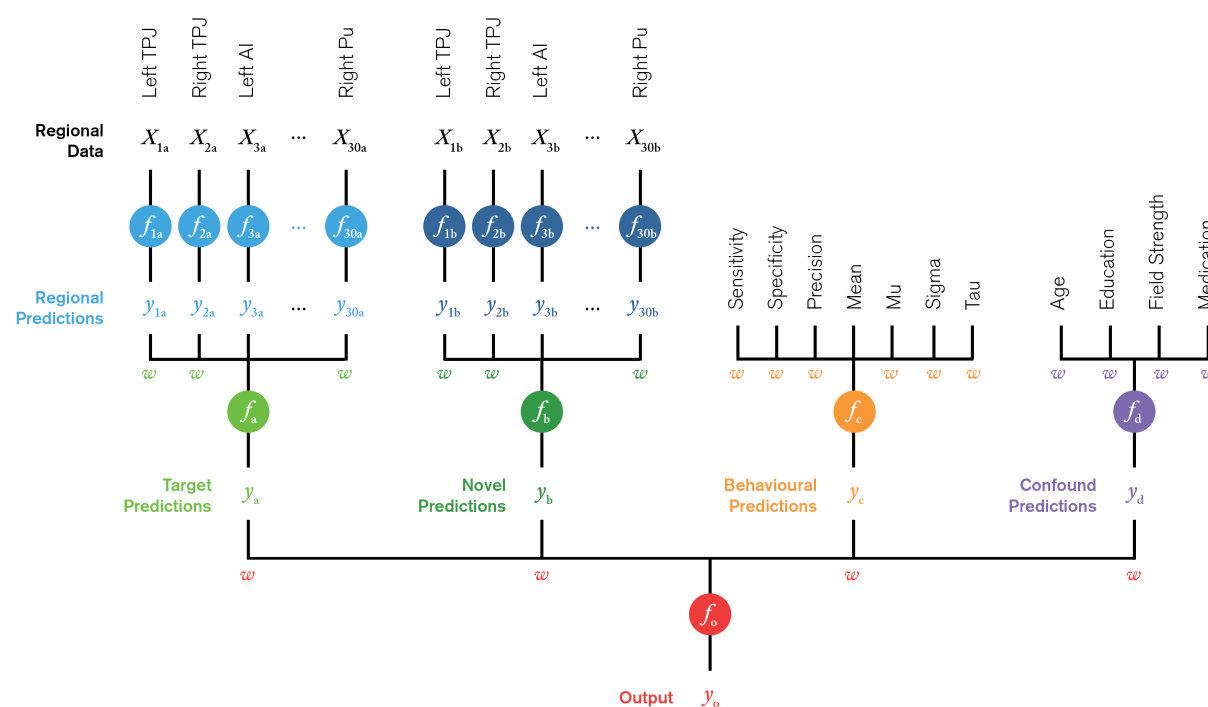 Left TPJ
Right TPJ
Left AI
Right Pu
Left TPJ
Right TPJ
Left AI
Right Pu
Regional
Data
X1a X2a X3a ... X30a X1b X2b X3b ... X30b
f1a f2a f3a ... f30a f1b f2b f3b ... f30b
Sensitivity
Specificity
Precision
Mean
Mu
Sigma
Tau
Age
Education
Field Strength
Medication
Regional
Predictions
y1a y2a y3a ... y30a y1b y2b y3b ... y30b
w w w w w w w w w w w w w w w w
fa fb fc fd
Target
Predictions
ya
Novel
Predictions
yb
Behavioural
Predictions
yc
Confound
Predictions
yd
w w w w
fo
Output yo